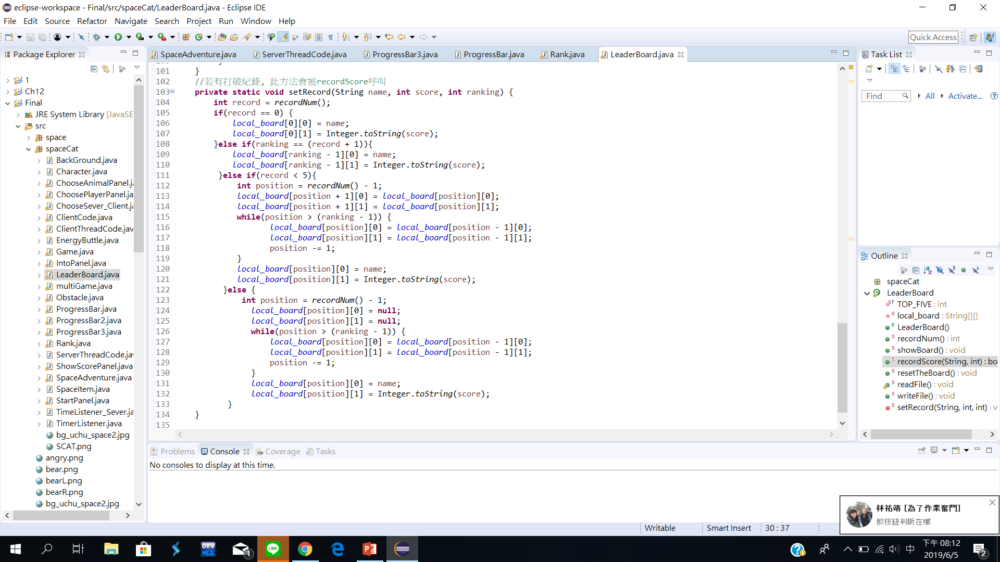 eclipse-workspace - Final/src/spaceCat/LeaderBoard.java - Eclipse IDE
File Edit Source Refactor Navigate Search Project Run Window Help
Quick Access
Package Explorer
1
Ch12
Final
JRE System Library [JavaSE
src
space
spaceCat
BackGround.java
Character.java
ChooseAnimalPanel.ja
ChoosePlayerPanel.ja
ChooseSever_Client.ja
ClientCode.java
ClientThreadCode.jav
EnergyButtle.java
Game.java
IntoPanel.java
LeaderBoard.java
multiGame.java
Obstacle.java
ProgressBar.java
ProgressBar2.java
ProgressBar3.java
Rank.java
ServerThreadCode.jav
ShowScorePanel.java
SpaceAdventure.java
SpaceItem.java
StartPanel.java
TimeListener_Sever.ja
TimerListener.java
bg_uchu_space2.jpg
SCAT.png
angry.png
bear.png
bearL.png
bearR.png
bg_uchu_space2.jpg
SpaceAdventure.java ServerThreadCode.java ProgressBar3.java ProgressBar.java Rank.java LeaderBoard.java
101 }
102 //若有打破紀錄, 此方法會被recordScore呼叫
103 private static void setRecord(String name, int score, int ranking) {
104 int record = recordNum();
105 if(record == 0) {
106 local_board[0][0] = name;
107 local_board[0][1] = Integer.toString(score);
108 }else if(ranking == (record + 1)){
109 local_board[ranking - 1][0] = name;
110 local_board[ranking - 1][1] = Integer.toString(score);
111 }else if(record < 5){
112 int position = recordNum() - 1;
113 local_board[position + 1][0] = local_board[position][0];
114 local_board[position + 1][1] = local_board[position][1];
115 while(position > (ranking - 1)) {
116 local_board[position][0] = local_board[position - 1][0];
117 local_board[position][1] = local_board[position - 1][1];
118 position -= 1;
119 }
120 local_board[position][0] = name;
121 local_board[position][1] = Integer.toString(score);
122 }else {
123 int position = recordNum() - 1;
124 local_board[position][0] = null;
125 local_board[position][1] = null;
126 while(position > (ranking - 1)) {
127 local_board[position][0] = local_board[position - 1][0];
128 local_board[position][1] = local_board[position - 1][1];
129 position -= 1;
130 }
131 local_board[position][0] = name;
132 local_board[position][1] = Integer.toString(score);
133 }
134 }
135
Task List
Find All Activate...
Outline
spaceCat
LeaderBoard
TOP_FIVE : int
local_board : String[][]
LeaderBoard()
recordNum() : int
showBoard() : void
recordScore(String, int) : bo
resetTheBoard() : void
readFile() : void
writeFile() : void
setRecord(String, int, int) : v
Problems Console Coverage Tasks
No consoles to display at this time.
林祐靖 [為了作業奮鬥]
那按鈕判斷在哪
Writable Smart Insert 30 : 37
DEV
1
LINE
中
下午 08:12
2019/6/5
2